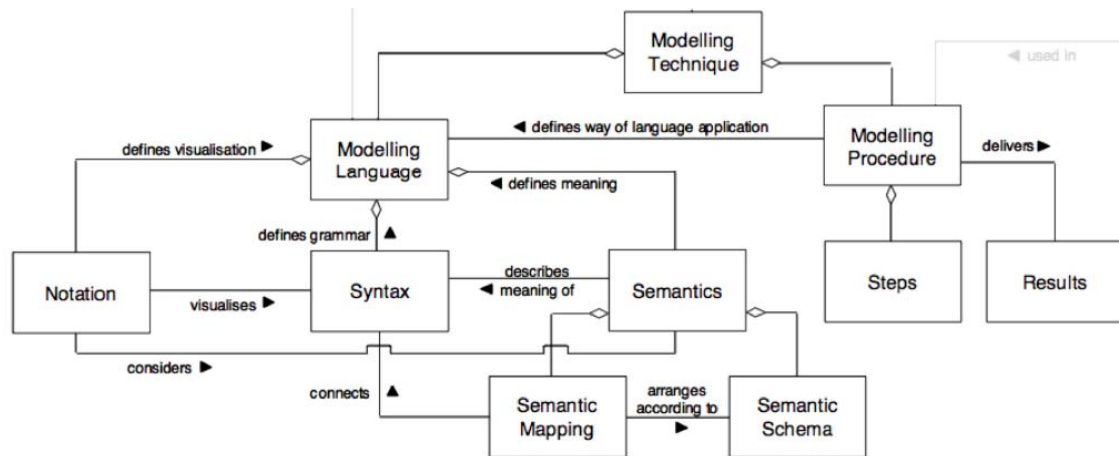 Modelling
Technique
◄ used in
◄ defines way of language application
Modelling
Procedure
delivers ►
defines visualisation ►
Modelling
Language
◄ defines meaning
defines grammar ▲
Notation
visualises ►
Syntax
describes
◄ meaning of
Semantics
Steps
Results
considers ►
connects ▲
Semantic
Mapping
arranges
according to
►
Semantic
Schema